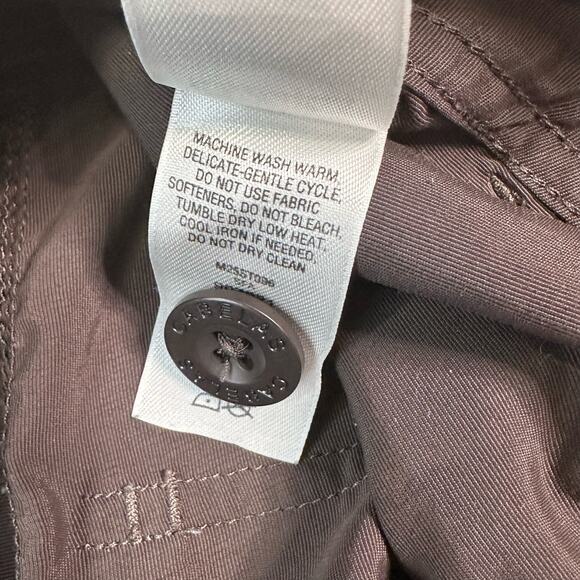 MACHINE WASH WARM,
DELICATE-GENTLE CYCLE.
DO NOT USE FABRIC
SOFTENERS. DO NOT BLEACH.
TUMBLE DRY LOW HEAT.
COOL IRON IF NEEDED.
DO NOT DRY CLEAN
CABELAS
CABELAS